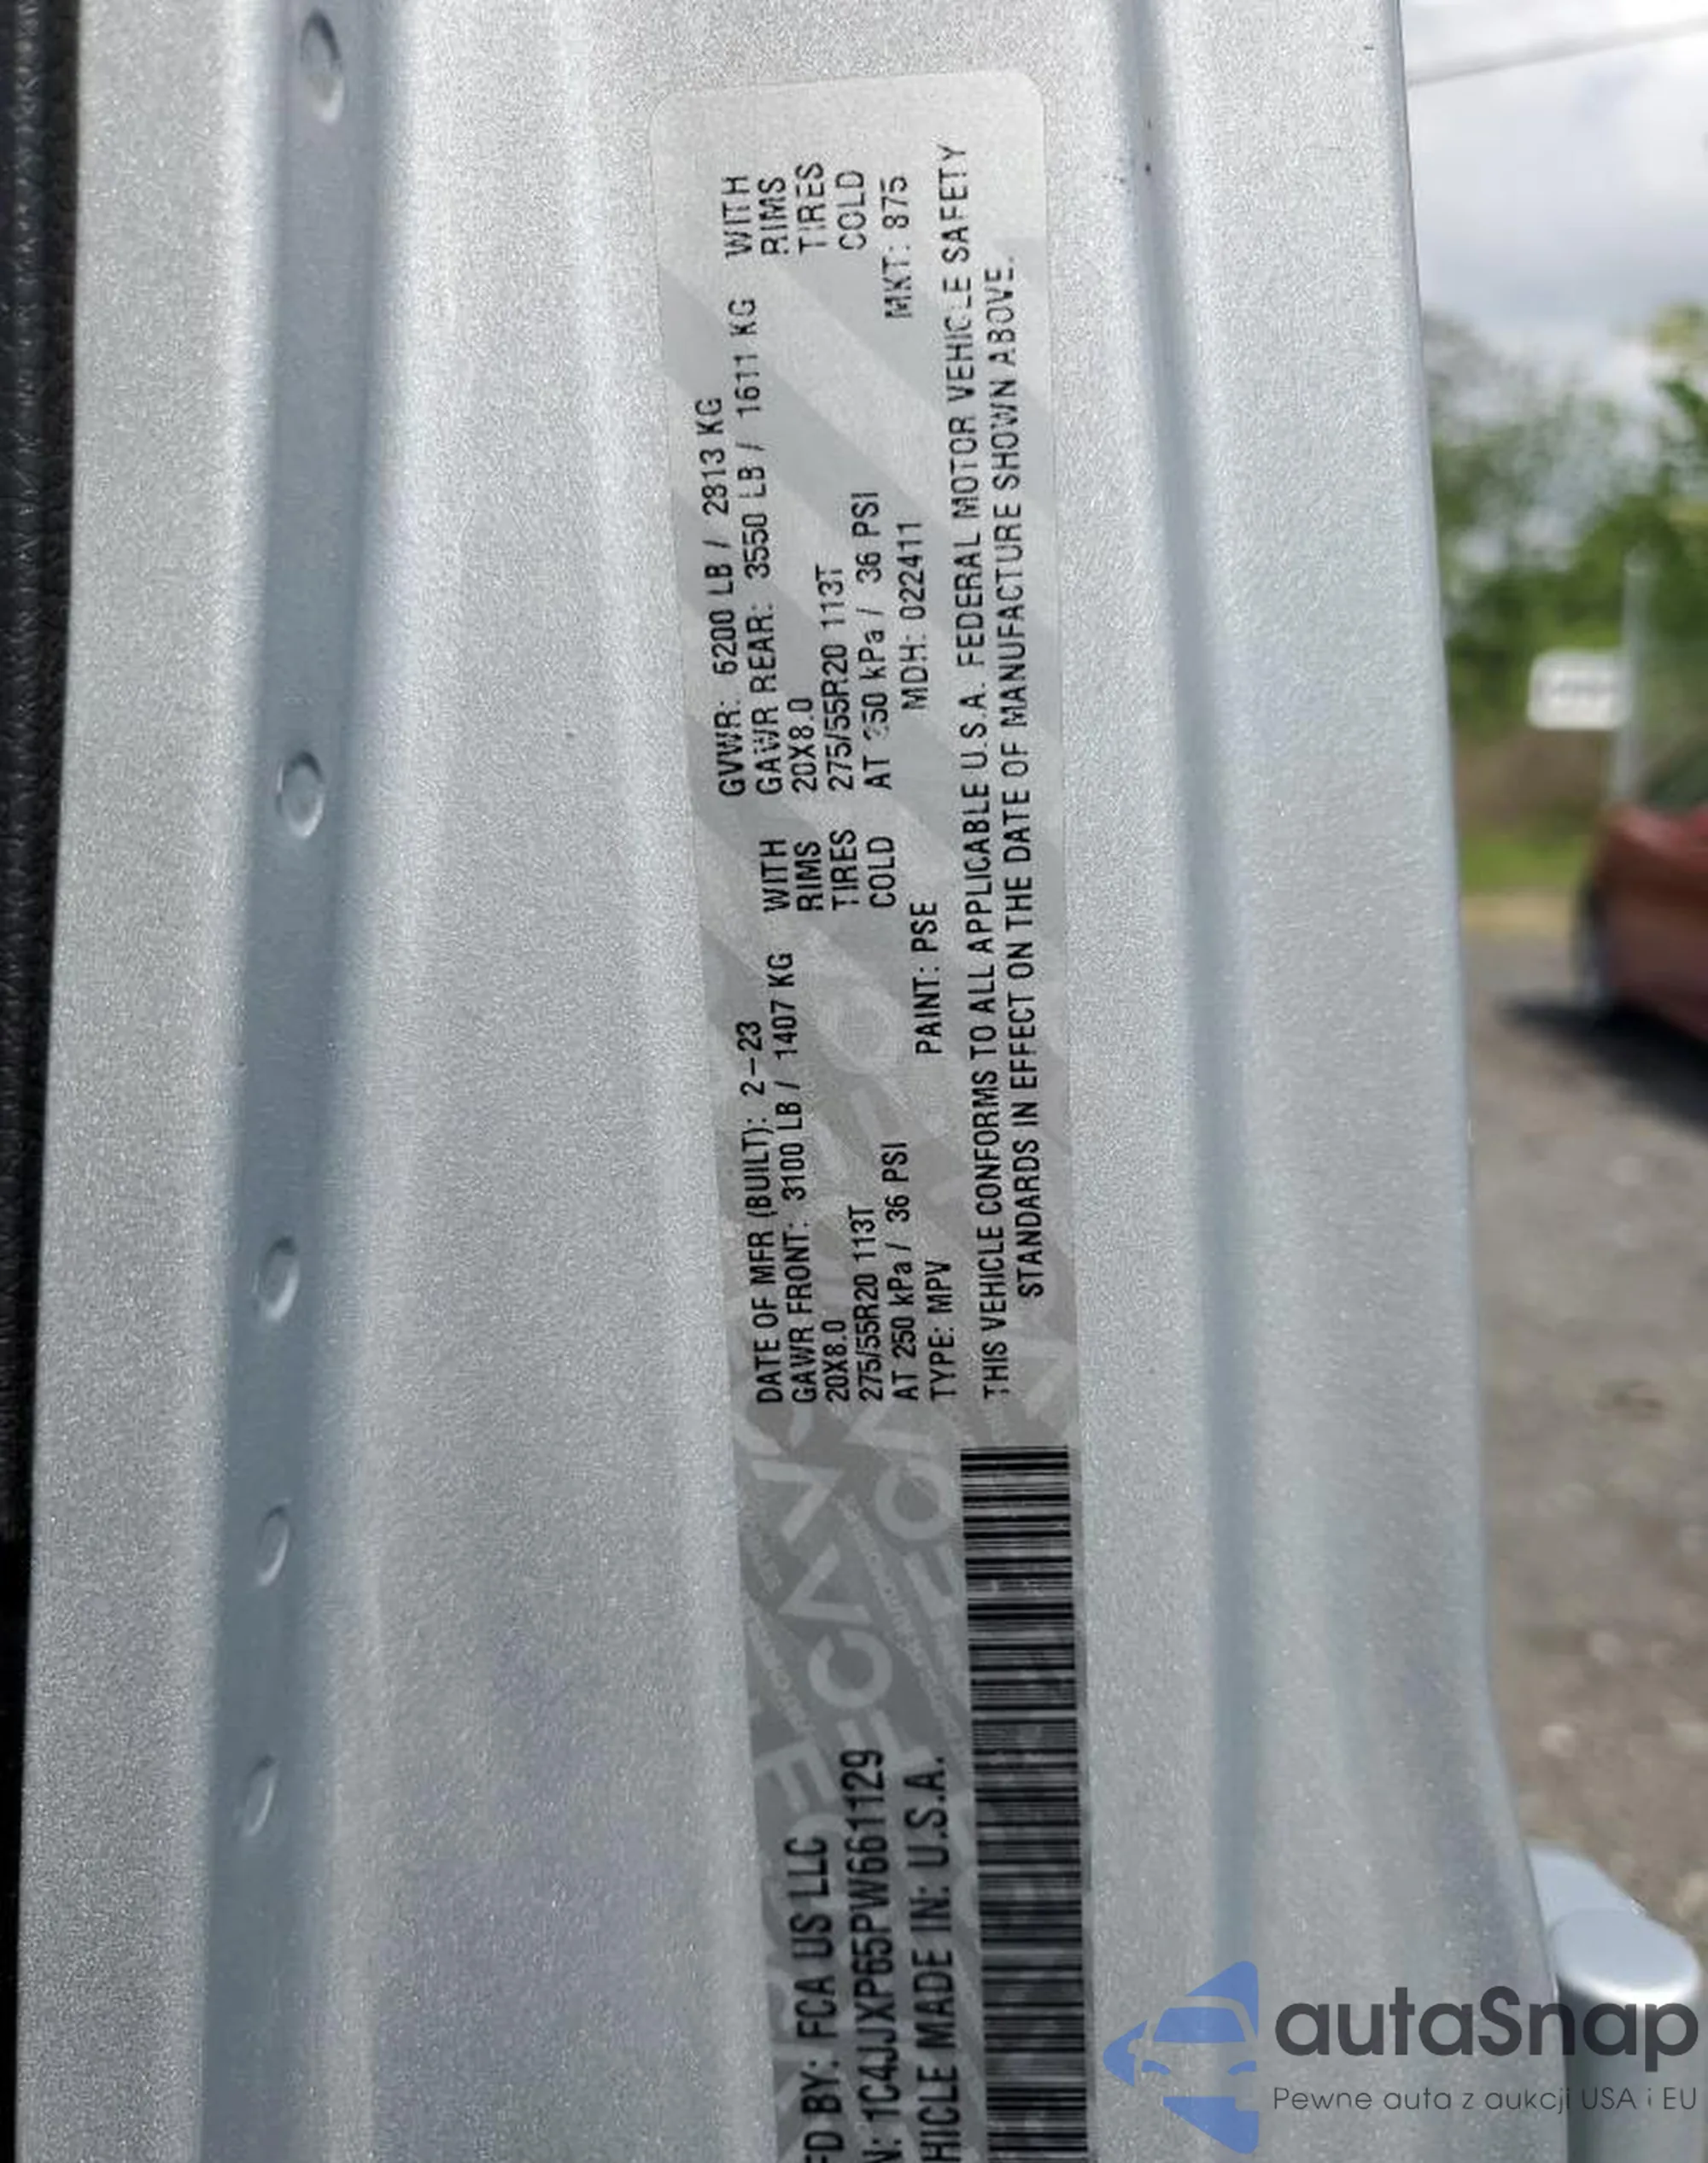 FD BY: FCA US LLC
N: 1C4JJXP65PW661129
HICLE MADE IN: U.S.A.
DATE OF MFR (BUILT): 2-23
GVWR: 6200 LB / 2813 KG
GAWR FRONT: 3100 LB / 1407 KG WITH
GAWR REAR: 3550 LB / 1611 KG WITH
20X8.0 RIMS
20X8.0 RIMS
275/55R20 113T TIRES
275/55R20 113T TIRES
AT 250 kPa / 36 PSI COLD
AT 250 kPa / 36 PSI COLD
TYPE: MPV PAINT: PSE MDH: 022411 MKT: 875
THIS VEHICLE CONFORMS TO ALL APPLICABLE U.S.A. FEDERAL MOTOR VEHICLE SAFETY
STANDARDS IN EFFECT ON THE DATE OF MANUFACTURE SHOWN ABOVE.
autaSnap
Pewne auta z aukcji USA i EU